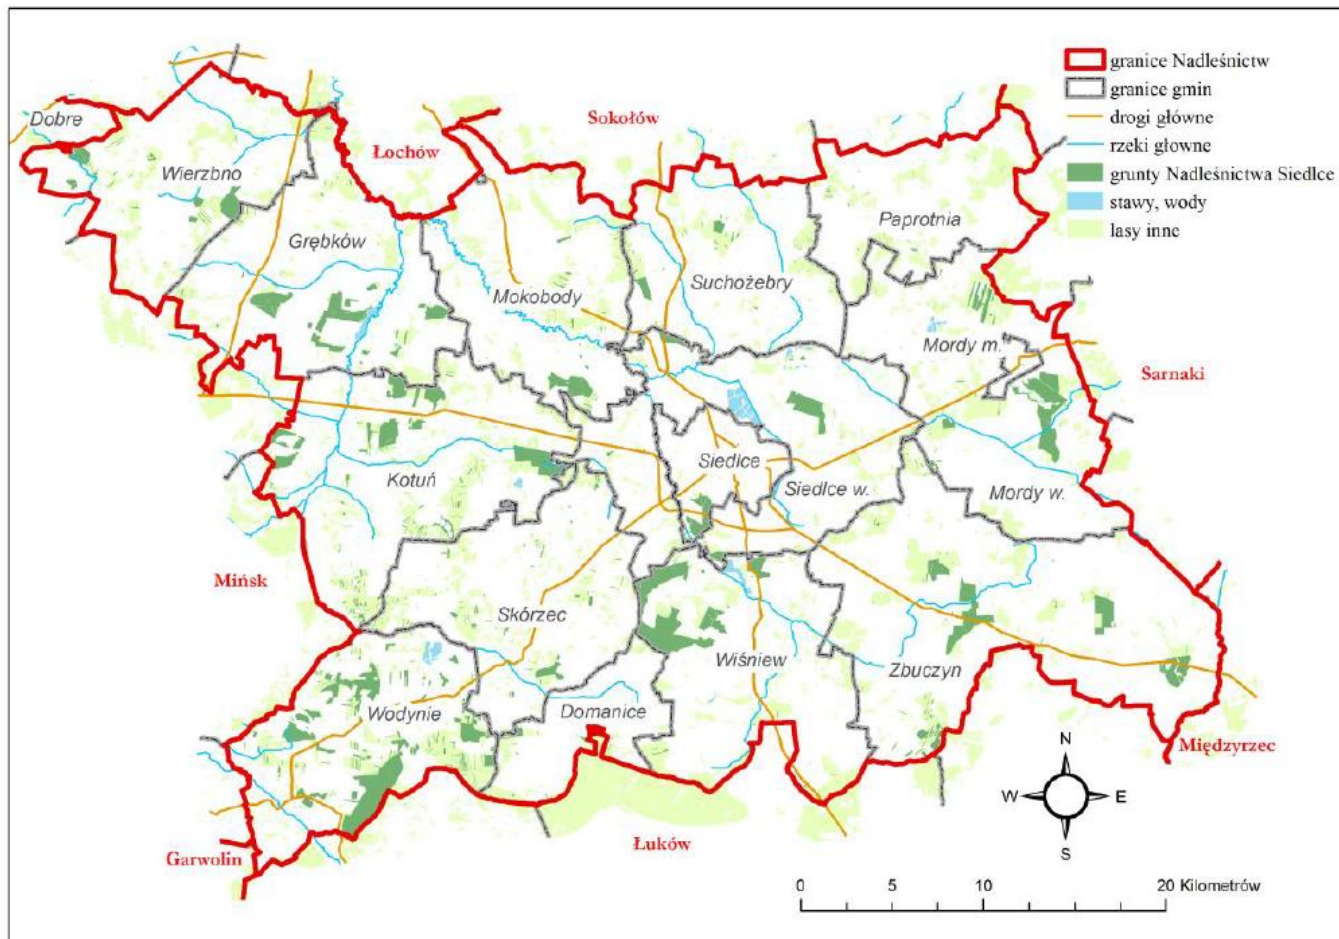 granice Nadleśnictw
granice gmin
drogi główne
rzeki głowne
grunty Nadleśnictwa Siedlce
stawy, wody
lasy inne
Dobre
Sokołów
Łochów
Wierzbno
Paprotnia
Grębków
Suchożebry
Mokobody
Mordy m.
Sarnaki
Siedlce
Kotuń
Siedlce w.
Mordy w.
Mińsk
Skórzec
Wiśniew
Zbuczyn
Wodynie
Domanice
Międzyrzec
N
W
E
S
Łuków
Garwolin
0 5 10 20 Kilometrów